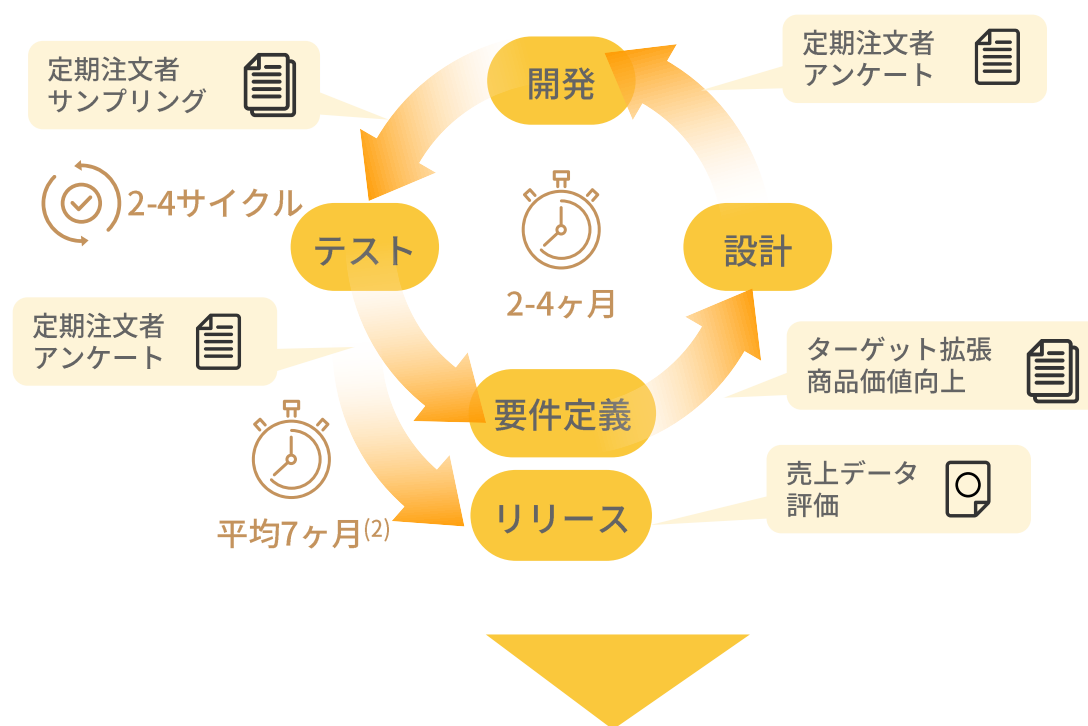 定期注文者
サンプリング
開発
定期注文者
アンケート
2-4サイクル
テスト
設計
2-4ヶ月
定期注文者
アンケート
ターゲット拡張
商品価値向上
要件定義
売上データ
評価
リリース
平均7ヶ月(2)